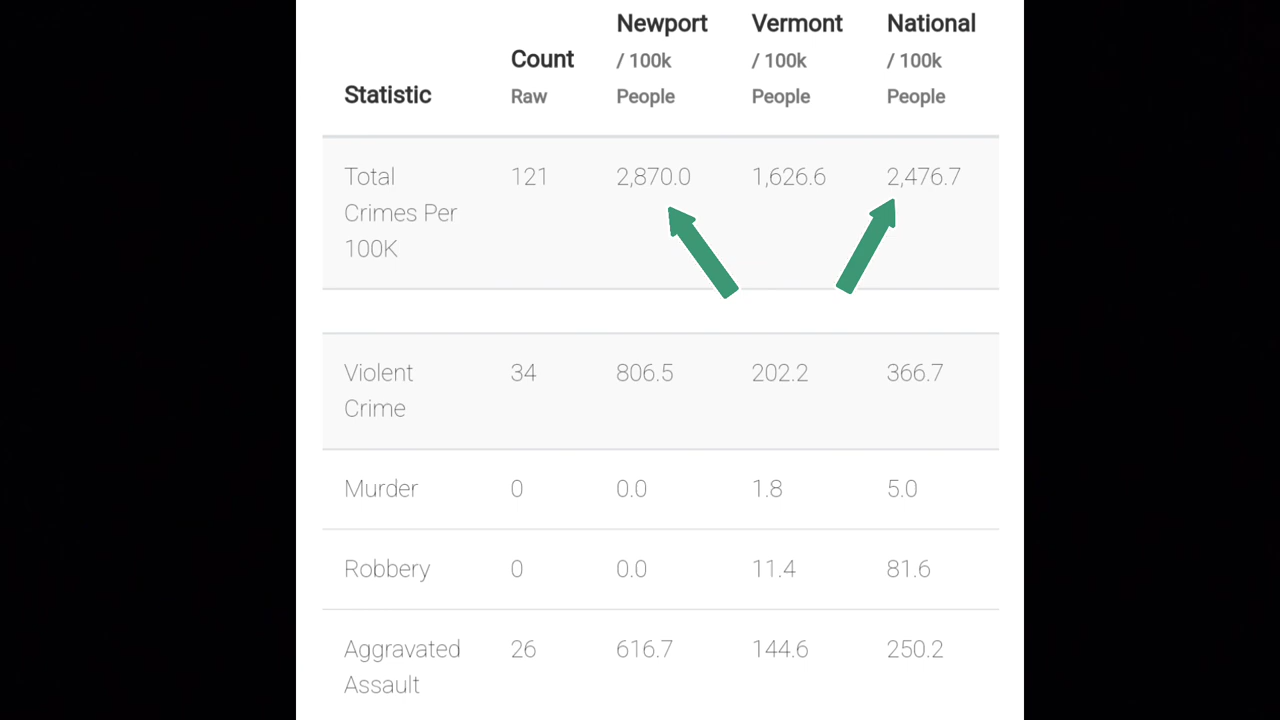 Newport Vermont National
Count / 100k / 100k / 100k
Statistic Raw People People People
Total 121 2,870.0 1,626.6 2,476.7
Crimes Per
100K
Violent 34 806.5 202.2 366.7
Crime
Murder 0 0.0 1.8 5.0
Robbery 0 0.0 11.4 81.6
Aggravated 26 616.7 144.6 250.2
Assault